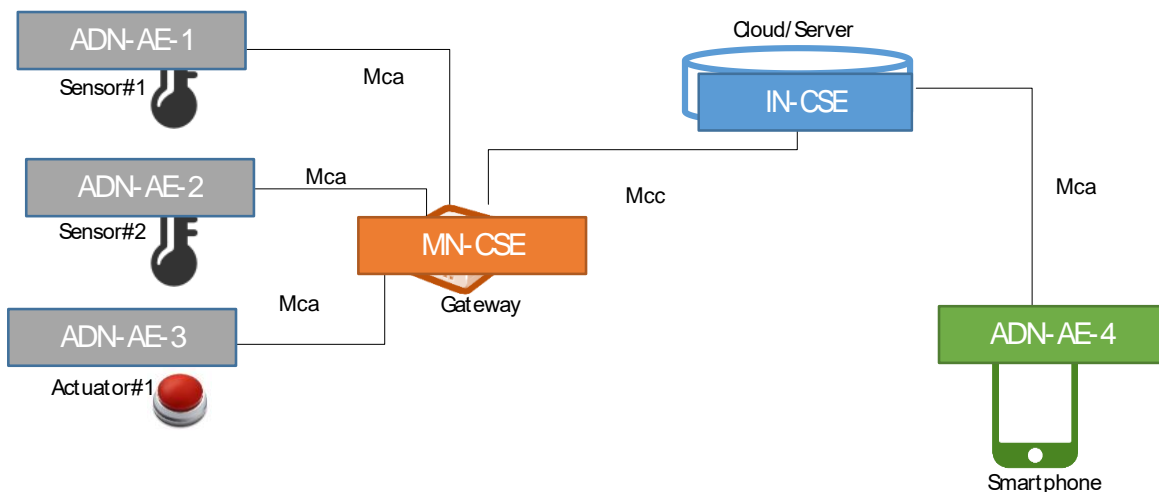 ADN-AE-1
Sensor#1
Mca
Cloud/Server
IN-CSE
ADN-AE-2
Sensor#2
Mca
Mcc
Mca
MN-CSE
Gateway
Mca
ADN-AE-3
Actuator#1
ADN-AE-4
Smartphone